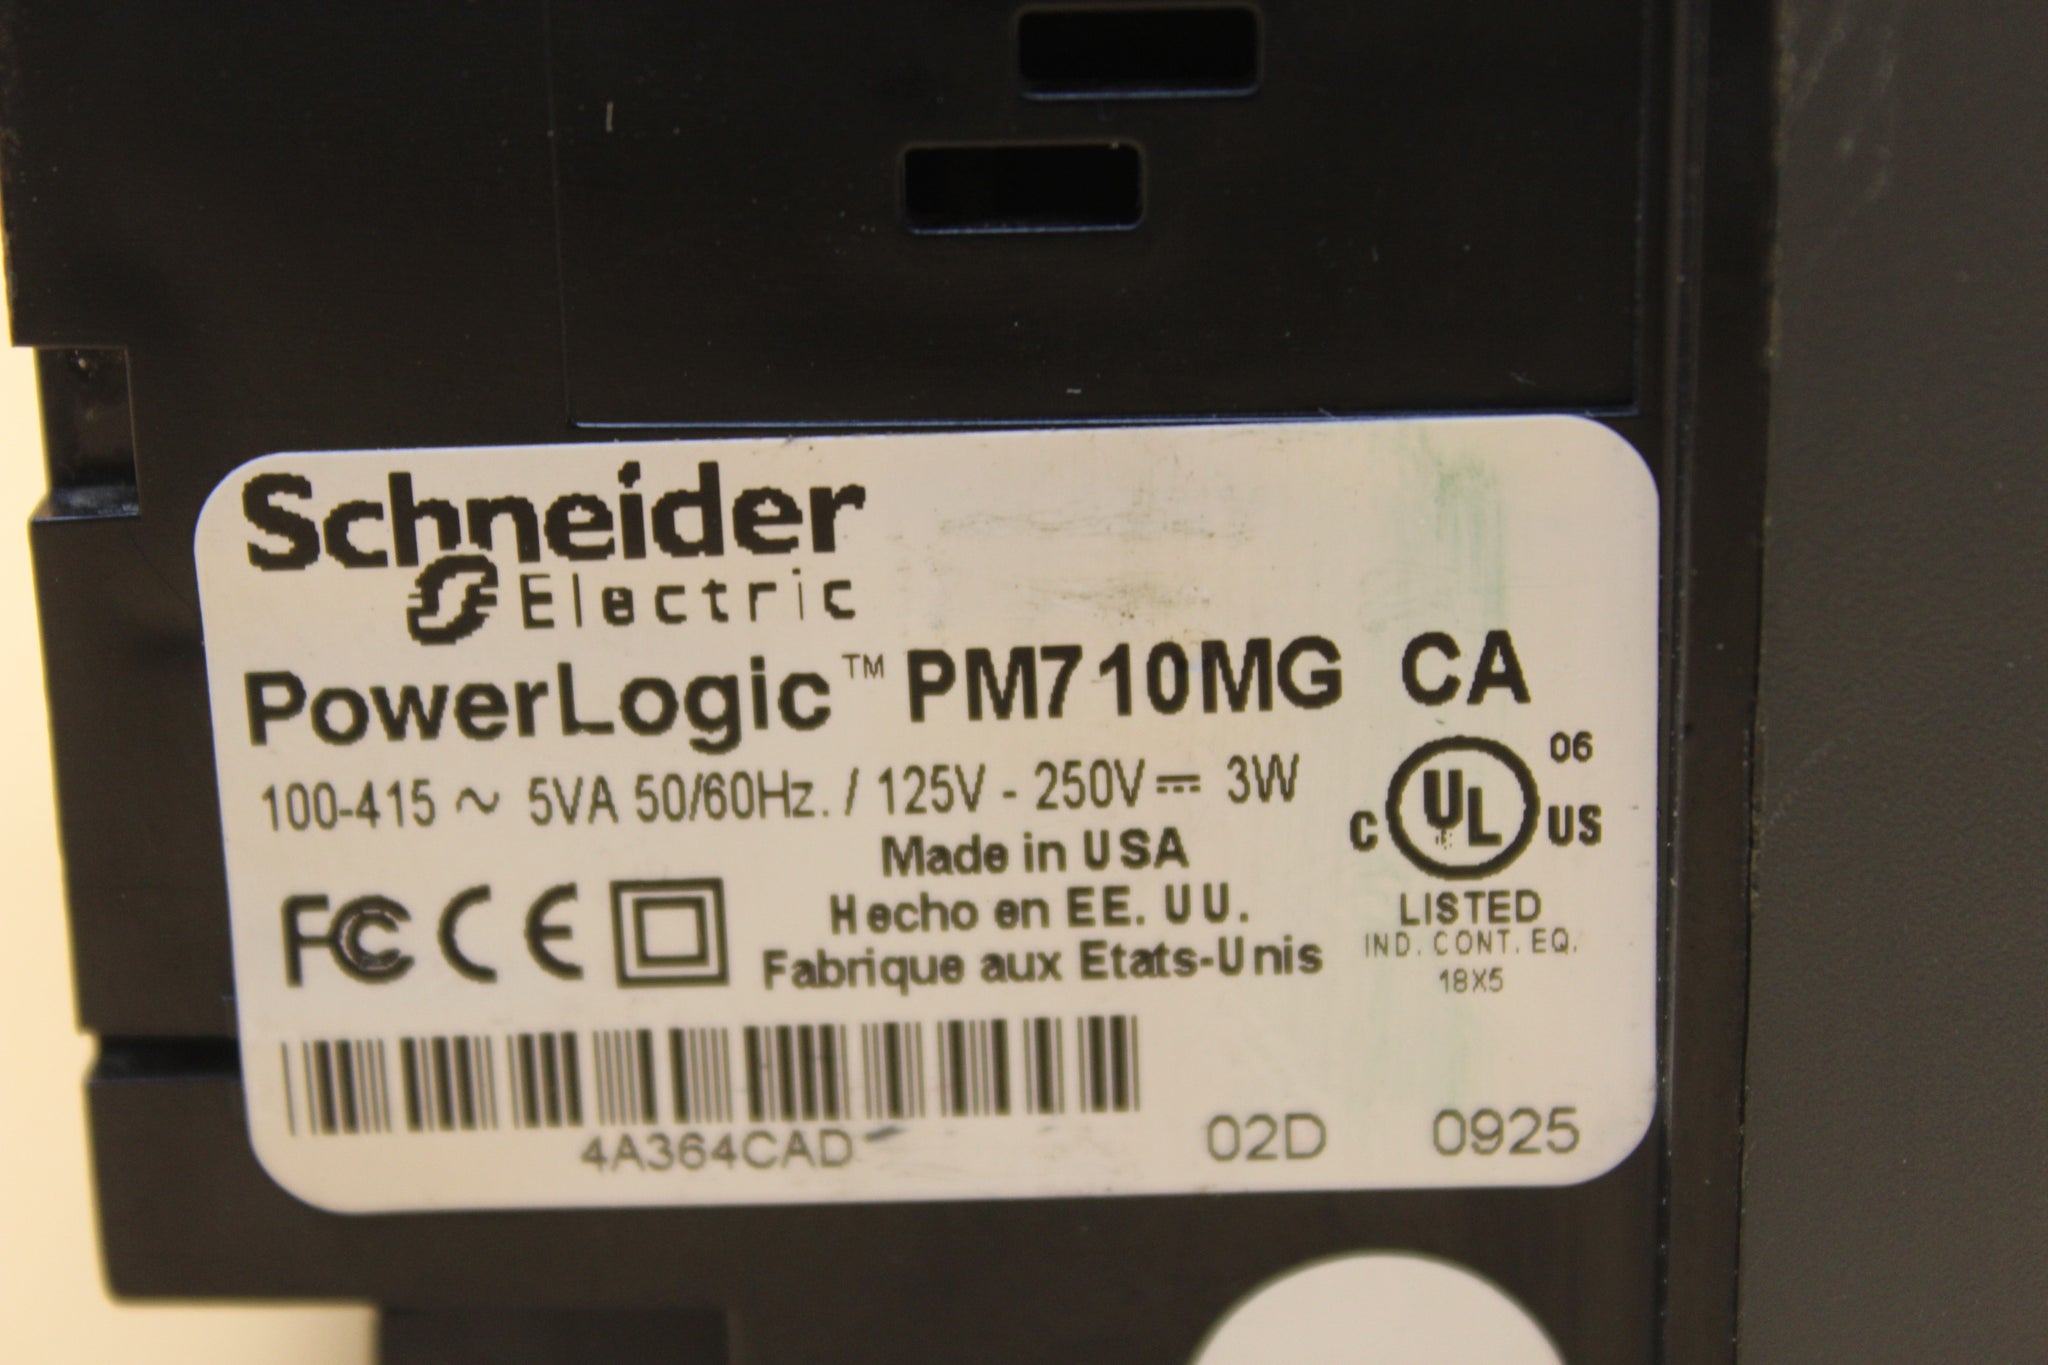 Schneider
Electric
PowerLogic™ PM710MG CA
100-415 ~ 5VA 50/60Hz. / 125V - 250V⎓ 3W
Made in USA
Hecho en EE. UU.
Fabrique aux Etats-Unis
FC CE
06
C UL US
LISTED
IND. CONT. EQ.
18X5
4A364CAD
02D 0925